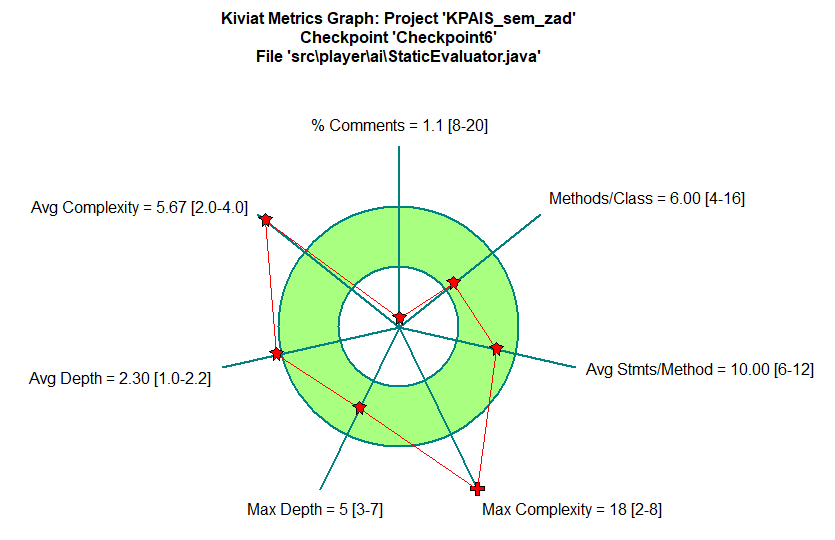 Kiviat Metrics Graph: Project 'KPAIS_sem_zad'
Checkpoint 'Checkpoint6'
File 'src\player\ai\StaticEvaluator.java'
% Comments = 1.1 [8-20]
Methods/Class = 6.00 [4-16]
Avg Complexity = 5.67 [2.0-4.0]
Avg Stmts/Method = 10.00 [6-12]
Avg Depth = 2.30 [1.0-2.2]
Max Depth = 5 [3-7]
Max Complexity = 18 [2-8]